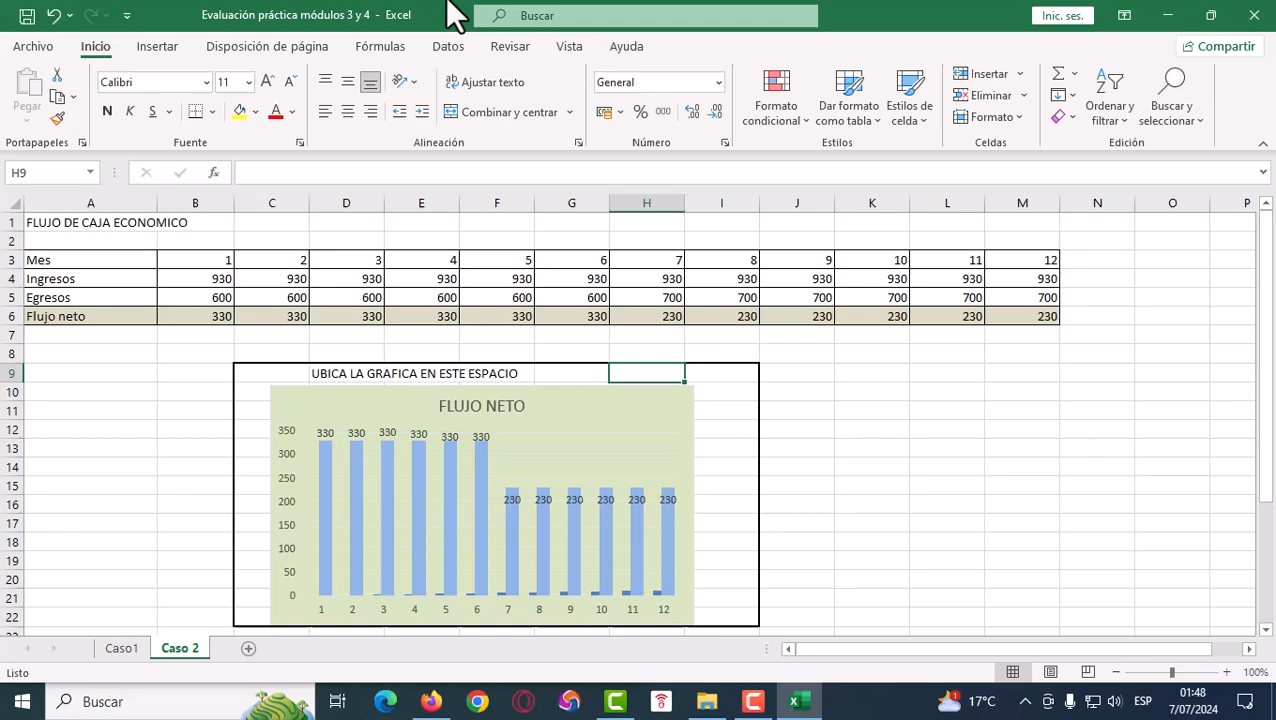 Evaluación práctica módulos 3 y 4 - Excel
Buscar
Inic. ses.
Archivo Inicio Insertar Disposición de página Fórmulas Datos Revisar Vista Ayuda
Compartir
Pegar
Portapapeles
Calibri 11
N K S
Fuente
Ajustar texto
Combinar y centrar
Alineación
General
% 000
Número
Formato condicional
Dar formato como tabla
Estilos de celda
Estilos
Insertar
Eliminar
Formato
Celdas
Ordenar y filtrar
Buscar y seleccionar
Edición
H9
fx
A B C D E F G H I J K L M N O P
1 FLUJO DE CAJA ECONOMICO
2
3 Mes 1 2 3 4 5 6 7 8 9 10 11 12
4 Ingresos 930 930 930 930 930 930 930 930 930 930 930 930
5 Egresos 600 600 600 600 600 600 700 700 700 700 700 700
6 Flujo neto 330 330 330 330 330 330 230 230 230 230 230 230
7
8
9 UBICA LA GRAFICA EN ESTE ESPACIO
10
11
12
13
14
15
16
17
18
19
20
21
22
FLUJO NETO
350
300
250
200
150
100
50
0
330 330 330 330 330 330 230 230 230 230 230 230
1 2 3 4 5 6 7 8 9 10 11 12
Caso1 Caso 2
Listo
100%
Buscar
17°C
ESP
01:48
7/07/2024